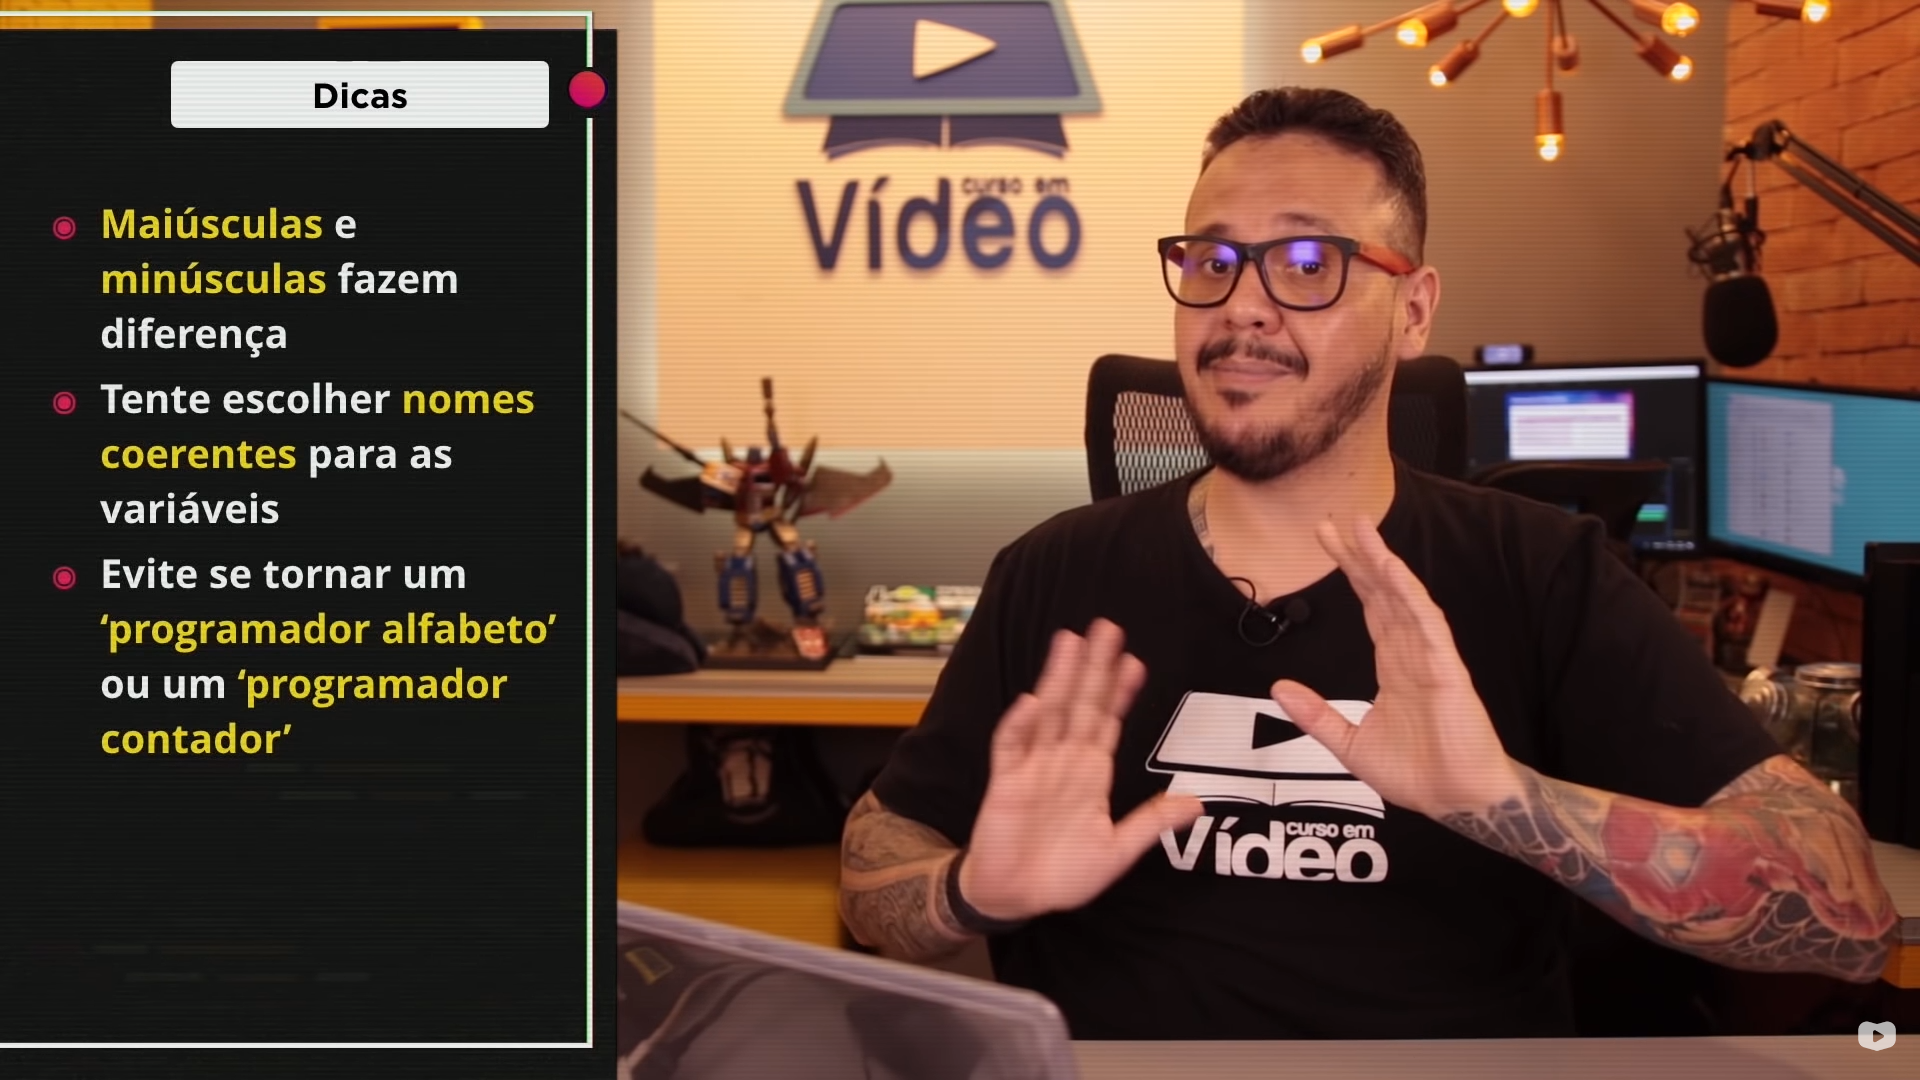 Dicas
Maiúsculas e
minúsculas fazem
diferença
Tente escolher nomes
coerentes para as
variáveis
Evite se tornar um
‘programador alfabeto’
ou um ‘programador
contador’
curso em
Vídeo
curso em
Vídeo